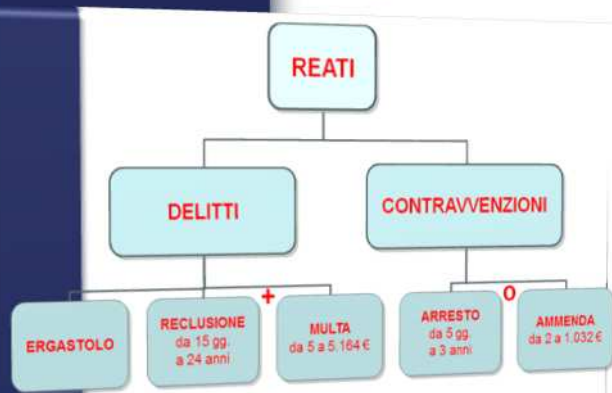 REATI
DELITTI
CONTRAVVENZIONI
ERGASTOLO
RECLUSIONE
da 15 gg.
a 24 anni
+
MULTA
da 5 a 5.164 €
ARRESTO
da 5 gg.
a 3 anni
O
AMMENDA
da 2 a 1.032 €